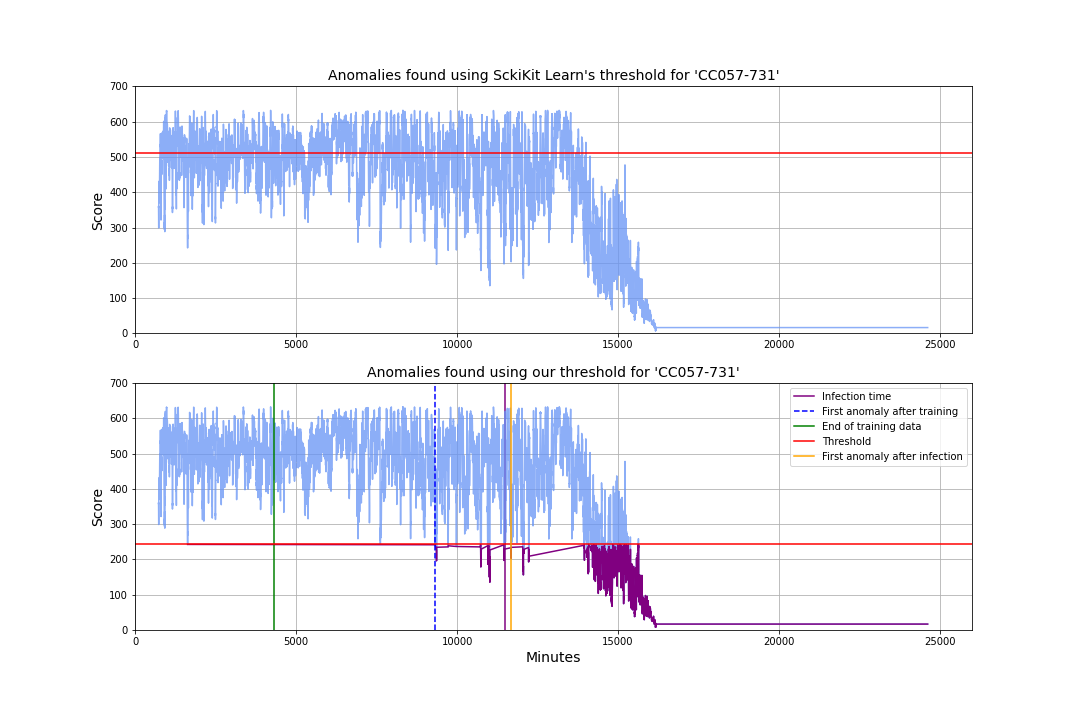 Anomalies found using SckiKit Learn's threshold for 'CC057-731'
700
600
500
400
300
200
100
0
Score
0 5000 10000 15000 20000 25000
Anomalies found using our threshold for 'CC057-731'
700
600
500
400
300
200
100
0
Score
Infection time
First anomaly after training
End of training data
Threshold
First anomaly after infection
0 5000 10000 15000 20000 25000
Minutes